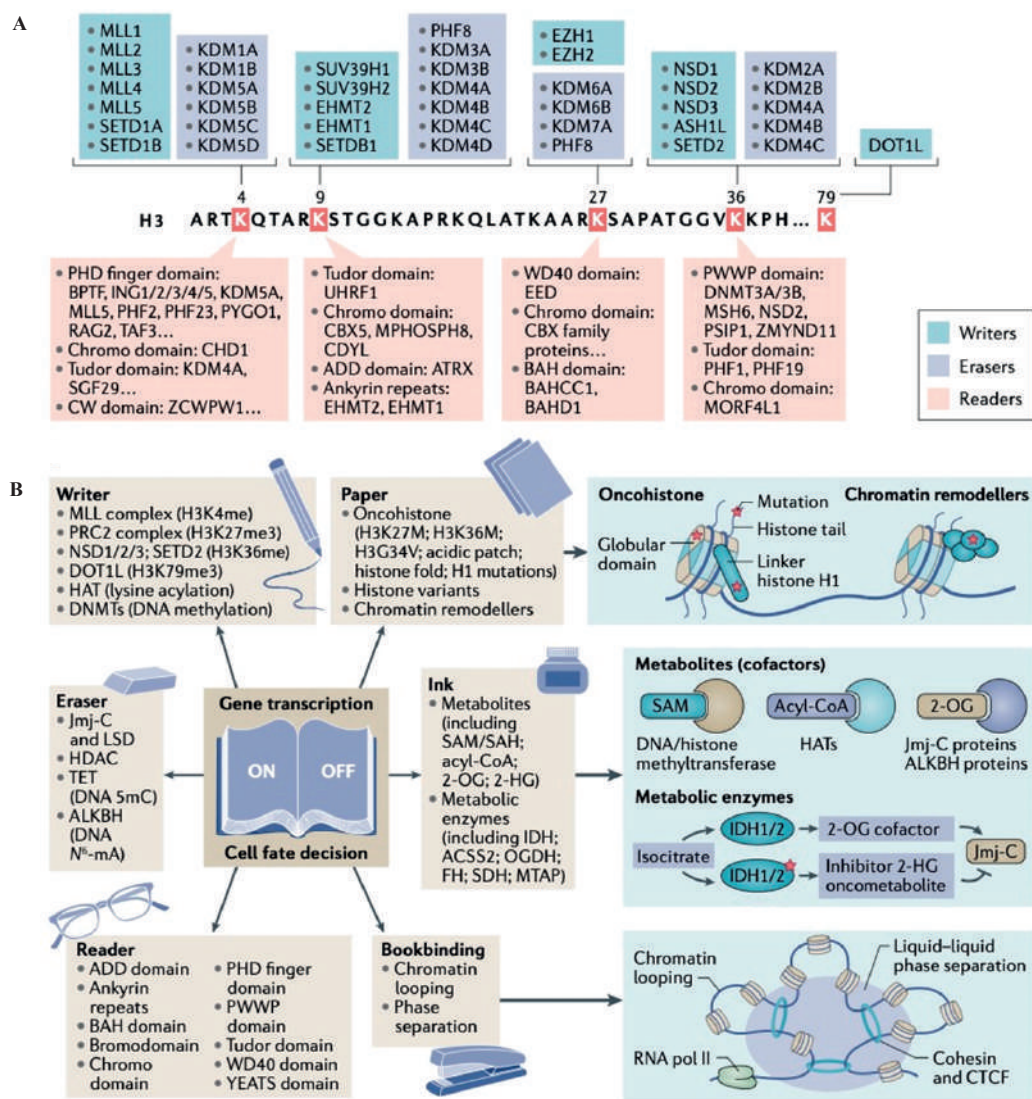 A
• MLL1
• MLL2
• MLL3
• MLL4
• MLL5
• SETD1A
• SETD1B
• KDM1A
• KDM1B
• KDM5A
• KDM5B
• KDM5C
• KDM5D
• SUV39H1
• SUV39H2
• EHMT2
• EHMT1
• SETDB1
• PHF8
• KDM3A
• KDM3B
• KDM4A
• KDM4B
• KDM4C
• KDM4D
• EZH1
• EZH2
• KDM6A
• KDM6B
• KDM7A
• PHF8
• NSD1
• NSD2
• NSD3
• ASH1L
• SETD2
• KDM2A
• KDM2B
• KDM4A
• KDM4B
• KDM4C
DOT1L
4 9 27 36 79
H3 ARTKQTARKSTGGKAPRKQLATKAARKSAPATGGVKKPH... K
• PHD finger domain:
BPTF, ING1/2/3/4/5, KDM5A,
MLL5, PHF2, PHF23, PYGO1,
RAG2, TAF3...
• Chromo domain: CHD1
• Tudor domain: KDM4A,
SGF29...
• CW domain: ZCWPW1...
• Tudor domain:
UHRF1
• Chromo domain:
CBX5, MPHOSPH8,
CDYL
• ADD domain: ATRX
• Ankyrin repeats:
EHMT2, EHMT1
• WD40 domain:
EED
• Chromo domain:
CBX family
proteins...
• BAH domain:
BAHCC1,
BAHD1
• PWWP domain:
DNMT3A/3B,
MSH6, NSD2,
PSIP1, ZMYND11
• Tudor domain:
PHF1, PHF19
• Chromo domain:
MORF4L1
Writers
Erasers
Readers
B
Writer
• MLL complex (H3K4me)
• PRC2 complex (H3K27me3)
• NSD1/2/3; SETD2 (H3K36me)
• DOT1L (H3K79me3)
• HAT (lysine acylation)
• DNMTs (DNA methylation)
Paper
• Oncohistone
(H3K27M; H3K36M;
H3G34V; acidic patch;
histone fold; H1 mutations)
• Histone variants
• Chromatin remodellers
Oncohistone
Chromatin remodellers
Mutation
Histone tail
Globular
domain
Linker
histone H1
Eraser
• Jmj-C
and LSD
• HDAC
• TET
(DNA 5mC)
• ALKBH
(DNA
N⁶-mA)
Gene transcription
ON OFF
Cell fate decision
Ink
• Metabolites
(including
SAM/SAH;
acyl-CoA;
2-OG; 2-HG)
• Metabolic
enzymes
(including IDH;
ACSS2; OGDH;
FH; SDH; MTAP)
Metabolites (cofactors)
SAM
Acyl-CoA
2-OG
DNA/histone
methyltransferase
HATs
Jmj-C proteins
ALKBH proteins
Metabolic enzymes
Isocitrate
IDH1/2
2-OG cofactor
IDH1/2
Inhibitor 2-HG
oncometabolite
Jmj-C
Reader
• ADD domain
• Ankyrin
repeats
• BAH domain
• Bromodomain
• Chromo
domain
• PHD finger
domain
• PWWP
domain
• Tudor domain
• WD40 domain
• YEATS domain
Bookbinding
• Chromatin
looping
• Phase
separation
Chromatin
looping
Liquid–liquid
phase separation
RNA pol II
Cohesin
and CTCF